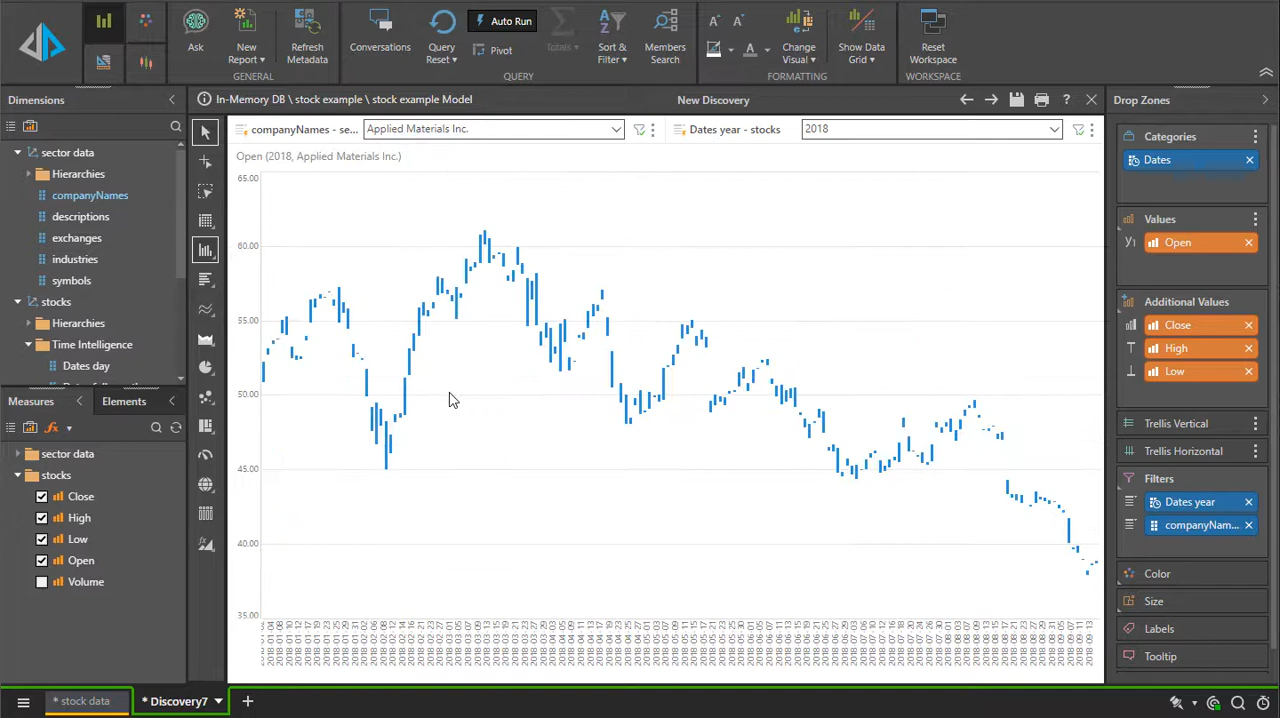 Ask
New
Report
Refresh
Metadata
GENERAL
Conversations
Query
Reset
Auto Run
Pivot
Totals
Sort &
Filter
Members
Search
QUERY
A A
A
Change
Visual
Show Data
Grid
FORMATTING
Reset
Workspace
WORKSPACE
Dimensions
In-Memory DB \ stock example \ stock example Model
New Discovery
?
Drop Zones
sector data
Hierarchies
companyNames
descriptions
exchanges
industries
symbols
stocks
Hierarchies
Time Intelligence
Dates day
Measures
Elements
fx
sector data
stocks
Close
High
Low
Open
Volume
companyNames - se...
Applied Materials Inc.
Dates year - stocks
2018
Open (2018, Applied Materials Inc.)
65.00
60.00
55.00
50.00
45.00
40.00
35.00
Categories
Dates
Values
Y1 Open
Additional Values
Close
High
Low
Trellis Vertical
Trellis Horizontal
Filters
Dates year
companyNam...
Color
Size
Labels
Tooltip
* stock data
* Discovery7